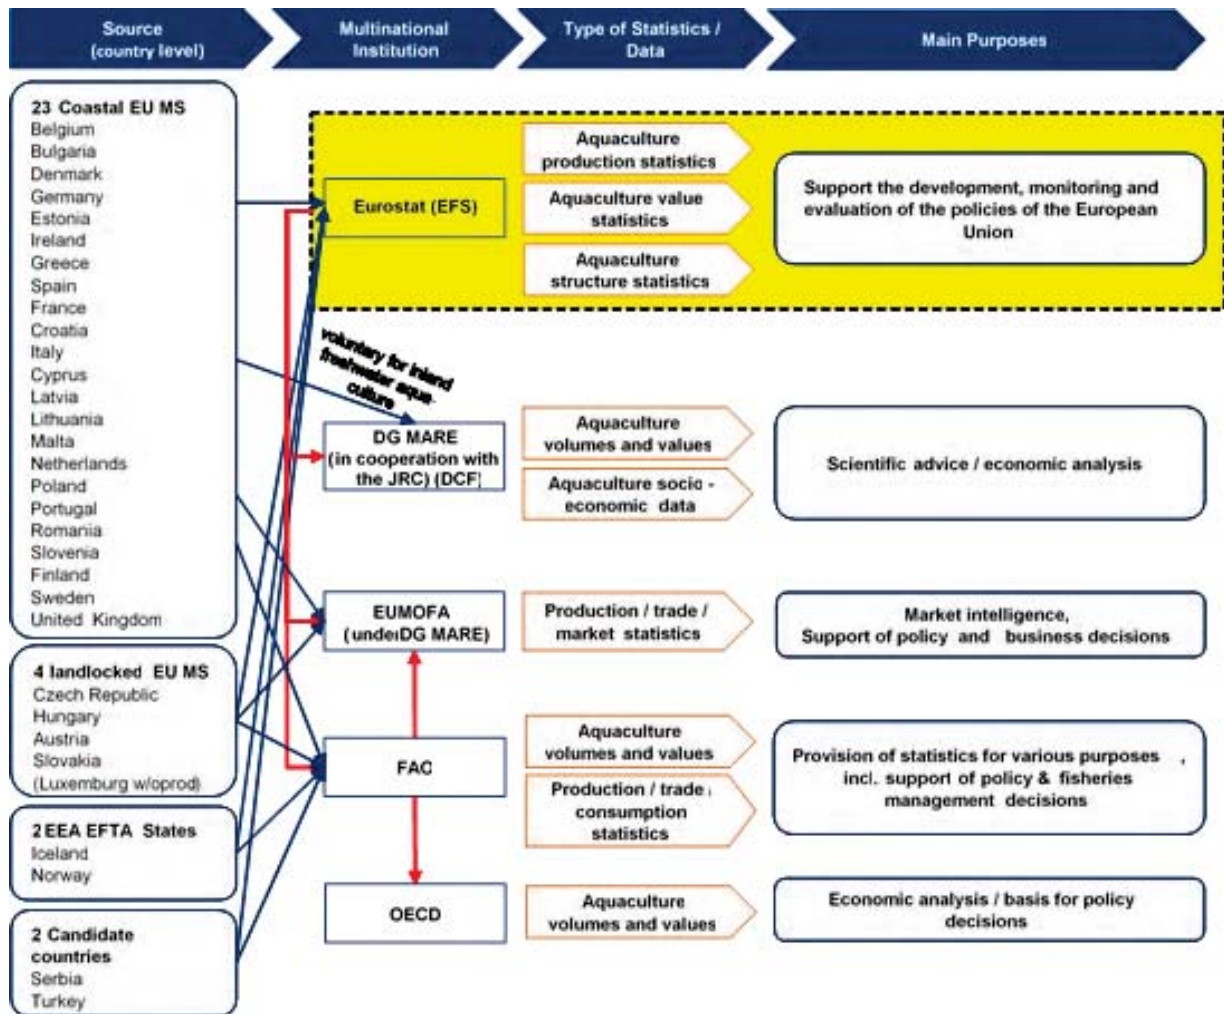 Source
(country level)
Multinational
Institution
Type of Statistics /
Data
Main Purposes
23 Coastal EU MS
Belgium
Bulgaria
Denmark
Germany
Estonia
Ireland
Greece
Spain
France
Croatia
Italy
Cyprus
Latvia
Lithuania
Malta
Netherlands
Poland
Portugal
Romania
Slovenia
Finland
Sweden
United Kingdom
4 landlocked EU MS
Czech Republic
Hungary
Austria
Slovakia
(Luxemburg w/oprod)
2 EEA EFTA States
Iceland
Norway
2 Candidate
countries
Serbia
Turkey
Eurostat (EFS)
Aquaculture
production statistics
Aquaculture value
statistics
Aquaculture
structure statistics
Support the development, monitoring and
evaluation of the policies of the European
Union
voluntary for inland
freshwater aqua-
culture
DG MARE
(in cooperation with
the JRC) (DCF)
Aquaculture
volumes and values
Aquaculture socio -
economic data
Scientific advice / economic analysis
EUMOFA
(underDG MARE)
Production / trade /
market statistics
Market intelligence,
Support of policy and business decisions
FAO
Aquaculture
volumes and values
Production / trade /
consumption
statistics
Provision of statistics for various purposes ,
incl. support of policy & fisheries
management decisions
OECD
Aquaculture
volumes and values
Economic analysis / basis for policy
decisions